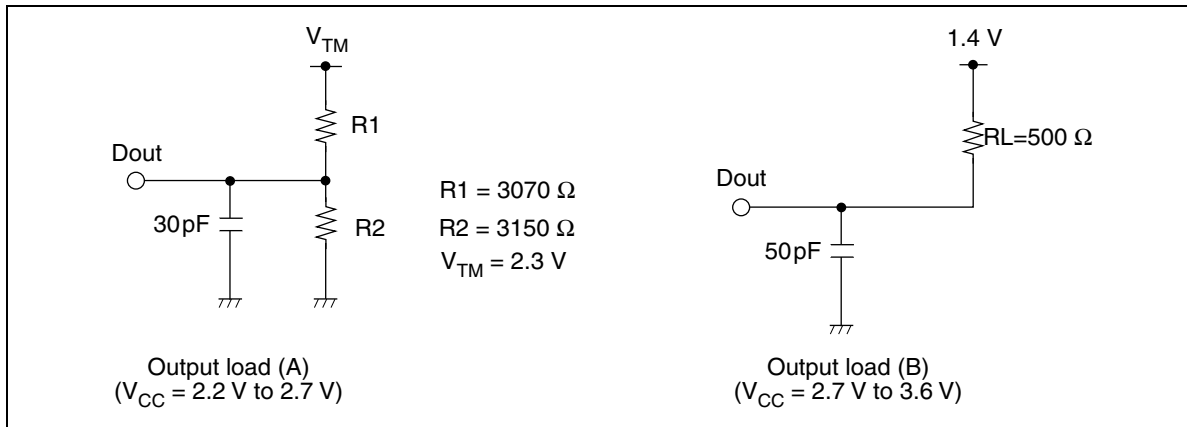 V_TM
R1
Dout
30pF
R2
R1 = 3070 Ω
R2 = 3150 Ω
V_TM = 2.3 V
Output load (A)
(V_CC = 2.2 V to 2.7 V)
1.4 V
RL=500 Ω
Dout
50pF
Output load (B)
(V_CC = 2.7 V to 3.6 V)